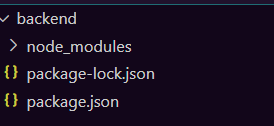 backend
node_modules
{} package-lock.json
{} package.json